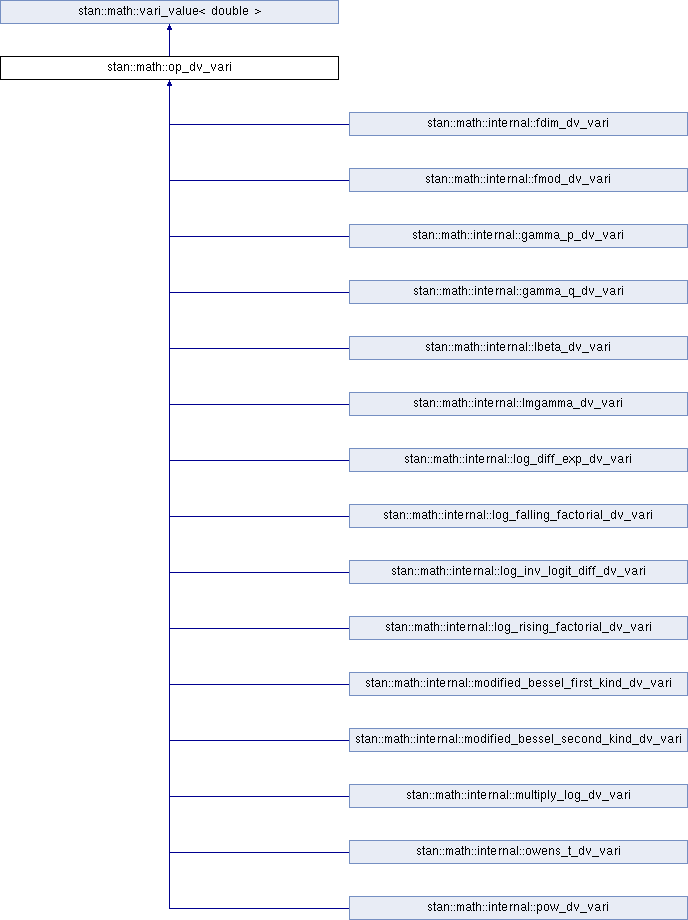 stan::math::vari_value< double >
stan::math::op_dv_vari
stan::math::internal::fdim_dv_vari
stan::math::internal::fmod_dv_vari
stan::math::internal::gamma_p_dv_vari
stan::math::internal::gamma_q_dv_vari
stan::math::internal::lbeta_dv_vari
stan::math::internal::lmgamma_dv_vari
stan::math::internal::log_diff_exp_dv_vari
stan::math::internal::log_falling_factorial_dv_vari
stan::math::internal::log_inv_logit_diff_dv_vari
stan::math::internal::log_rising_factorial_dv_vari
stan::math::internal::modified_bessel_first_kind_dv_vari
stan::math::internal::modified_bessel_second_kind_dv_vari
stan::math::internal::multiply_log_dv_vari
stan::math::internal::owens_t_dv_vari
stan::math::internal::pow_dv_vari